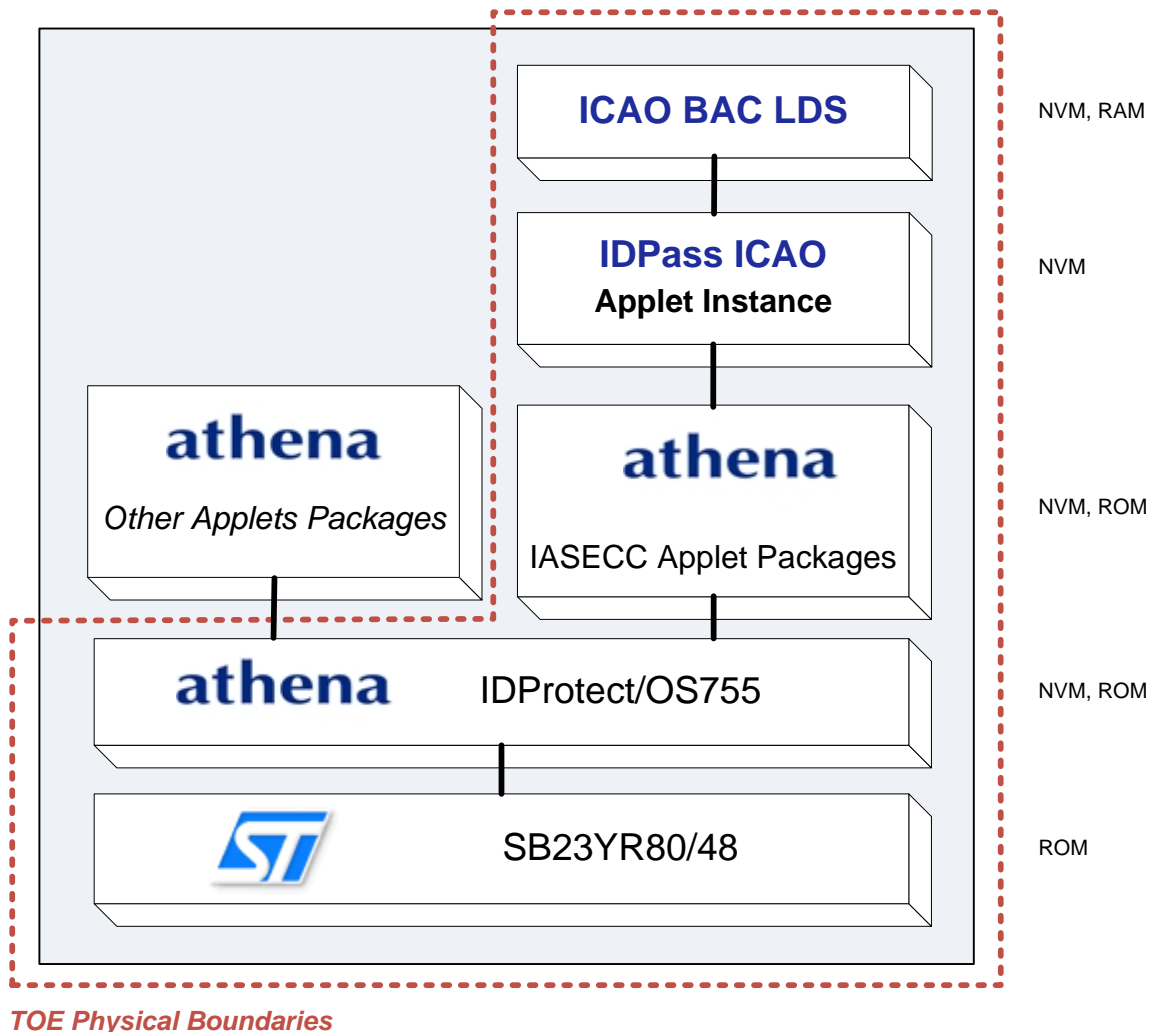 ICAO BAC LDS
NVM, RAM
IDPass ICAO
Applet Instance
NVM
athena
Other Applets Packages
athena
IASECC Applet Packages
NVM, ROM
athena IDProtect/OS755
NVM, ROM
ST SB23YR80/48
ROM
TOE Physical Boundaries